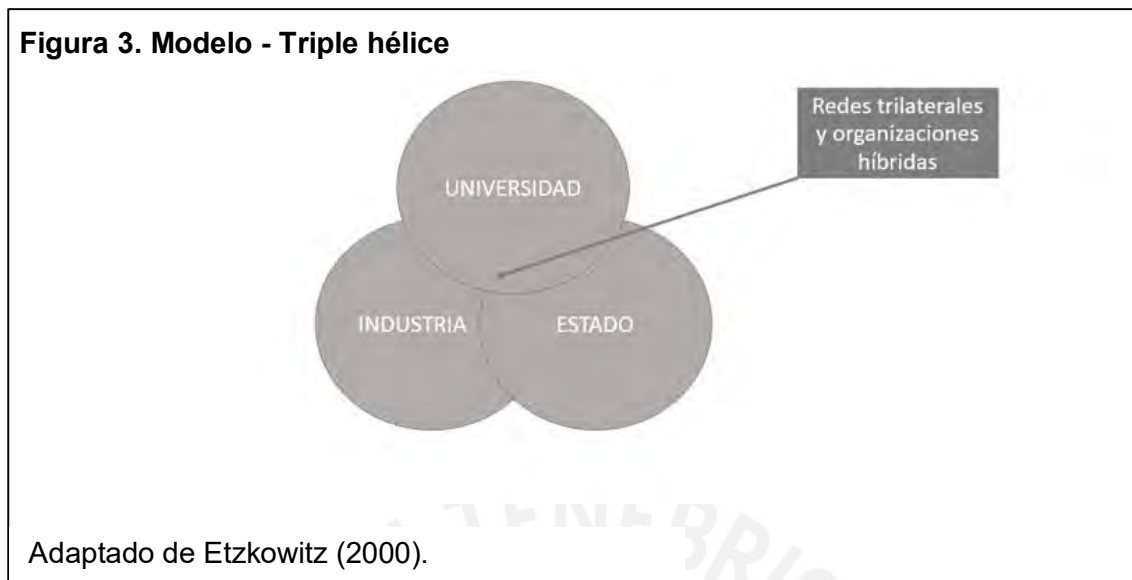 Figura 3. Modelo - Triple hélice
Redes trilaterales
y organizaciones
híbridas
UNIVERSIDAD
INDUSTRIA
ESTADO
Adaptado de Etzkowitz (2000).